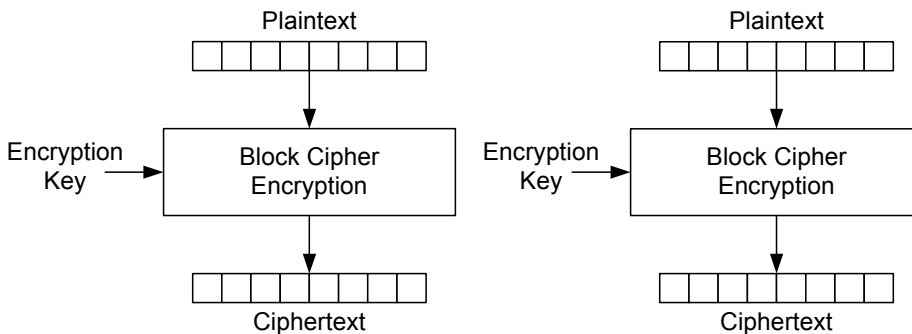 Plaintext
Encryption
Key
Block Cipher
Encryption
Ciphertext
Plaintext
Encryption
Key
Block Cipher
Encryption
Ciphertext